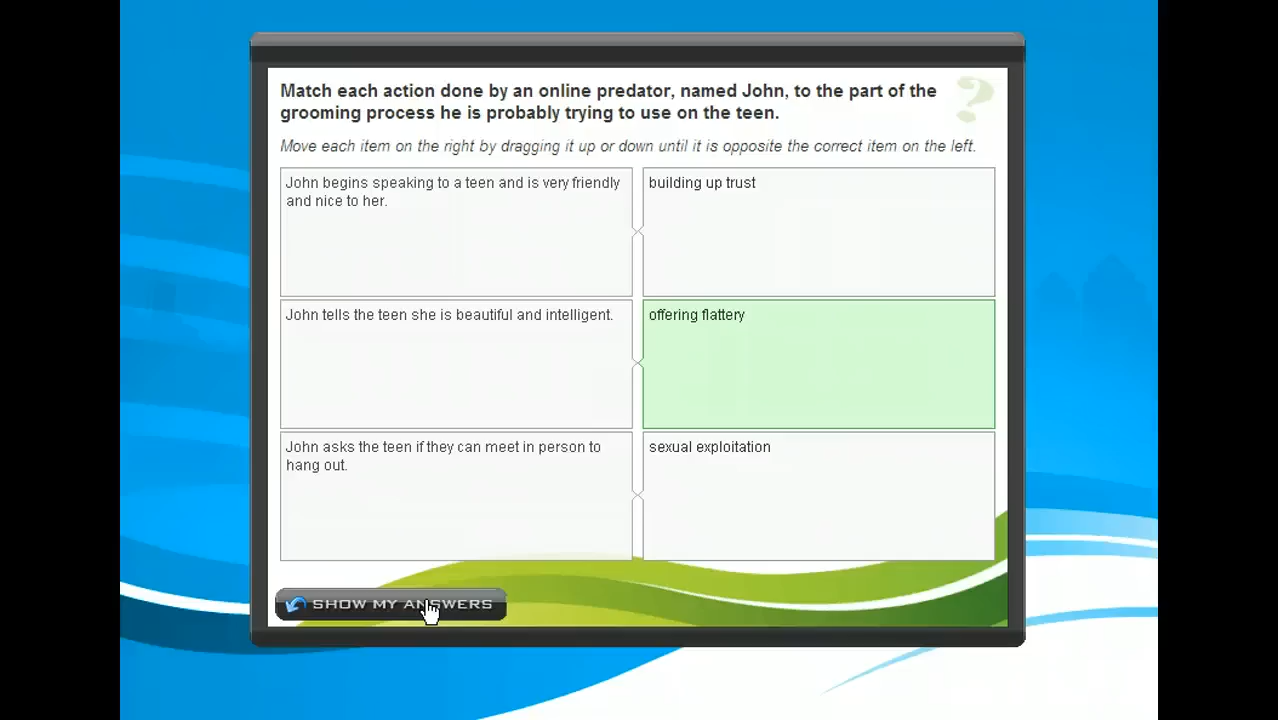 Match each action done by an online predator, named John, to the part of the
grooming process he is probably trying to use on the teen.
?
Move each item on the right by dragging it up or down until it is opposite the correct item on the left.
John begins speaking to a teen and is very friendly
and nice to her.
building up trust
John tells the teen she is beautiful and intelligent.
offering flattery
John asks the teen if they can meet in person to
hang out.
sexual exploitation
SHOW MY ANSWERS